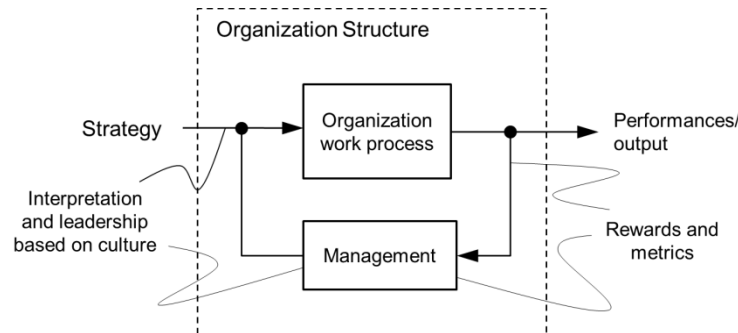 Organization Structure
Strategy
Organization
work process
Performances/
output
Interpretation
and leadership
based on culture
Management
Rewards and
metrics